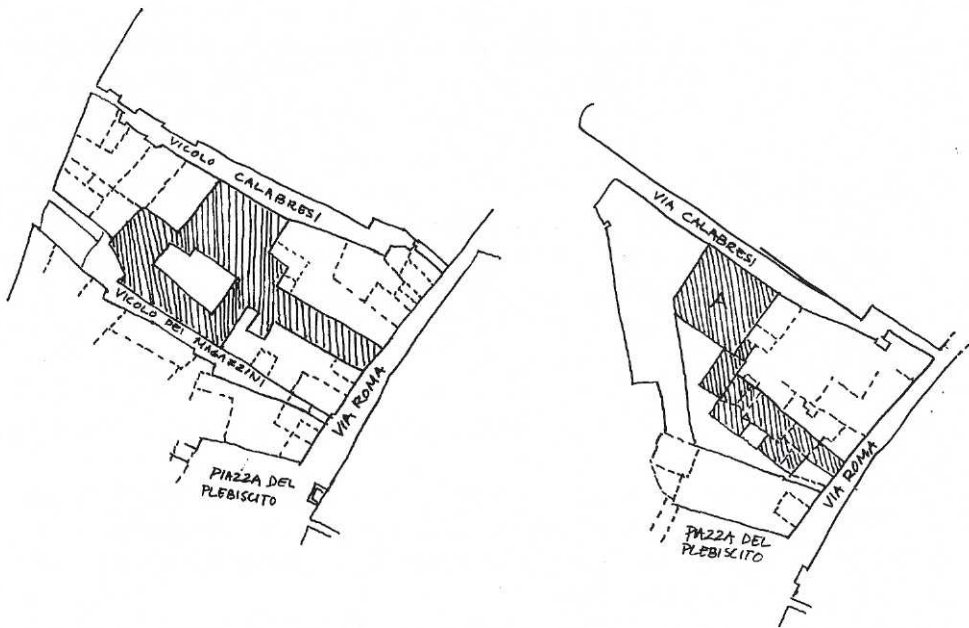 VICOLO CALABRESI
VICOLO DEI MAGAZZINI
VIA ROMA
PIAZZA DEL
PLEBISCITO
VIA CALABRESI
A
A
VIA ROMA
PIAZZA DEL
PLEBISCITO